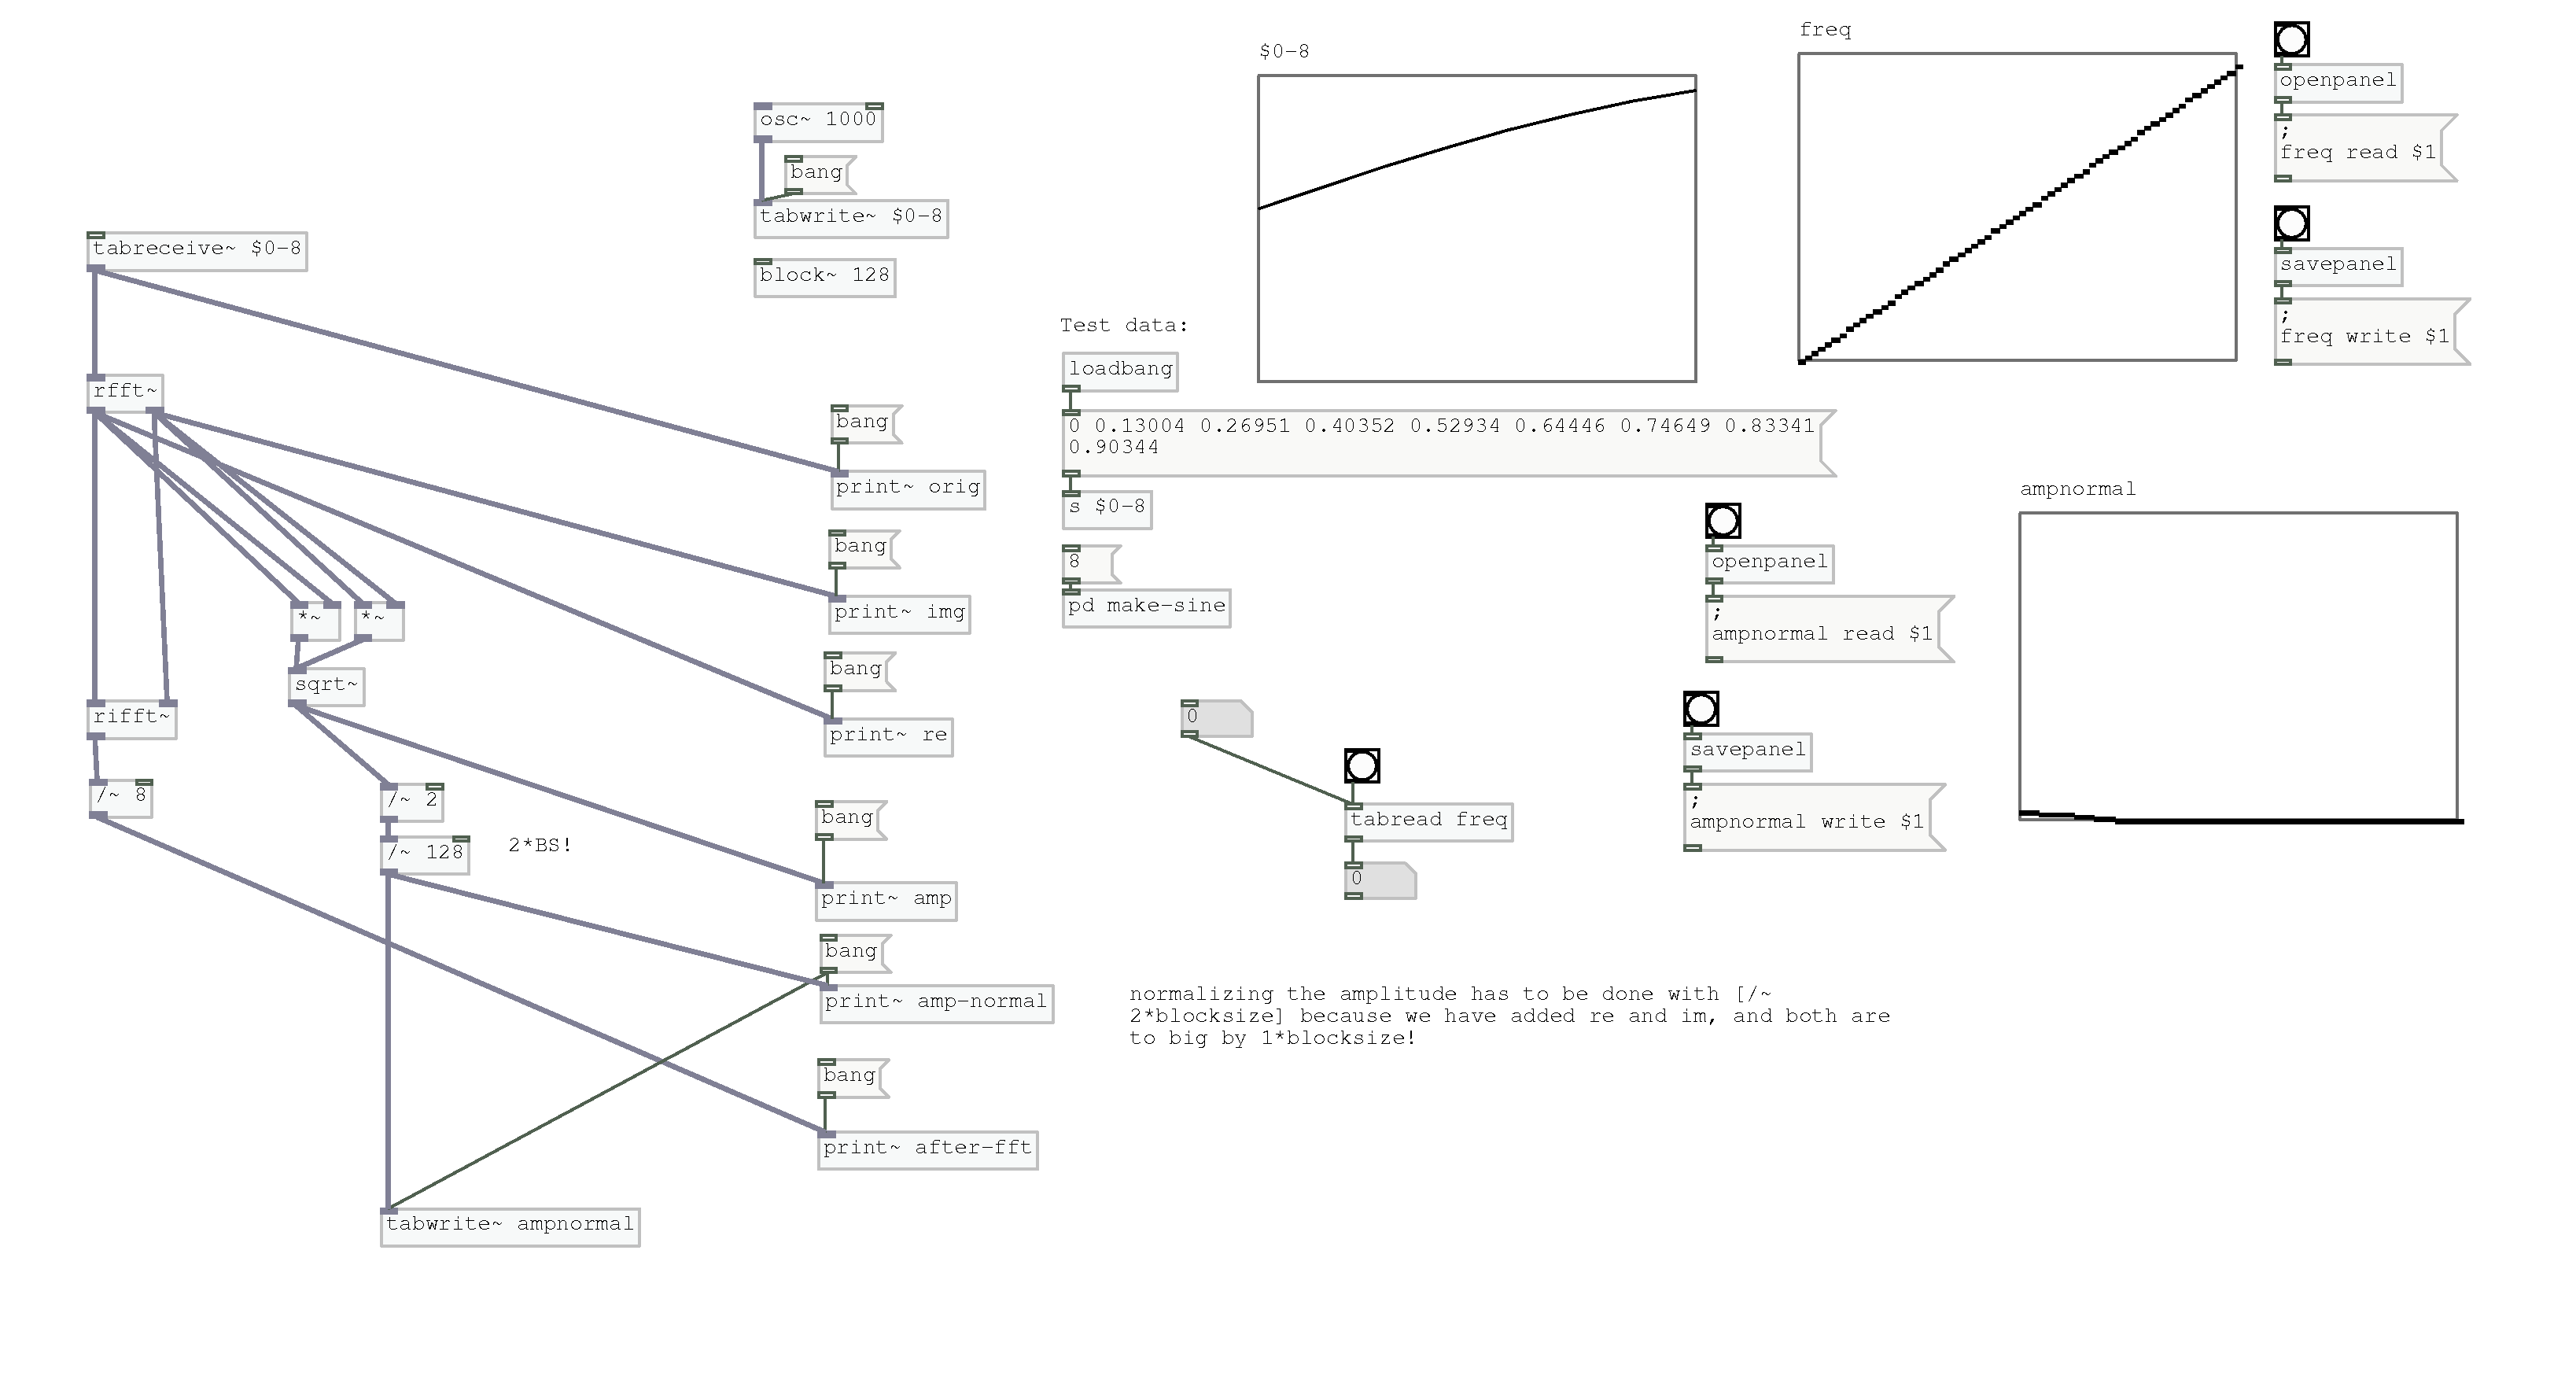 $0-8
freq
openpanel
;
freq read $1
savepanel
;
freq write $1
osc~ 1000
bang
tabwrite~ $0-8
block~ 128
tabreceive~ $0-8
rfft~
Test data:
loadbang
0 0.13004 0.26951 0.40352 0.52934 0.64446 0.74649 0.83341
0.90344
s $0-8
8
pd make-sine
bang
print~ orig
bang
print~ img
bang
print~ re
*~
*~
sqrt~
rifft~
/~ 8
/~ 2
/~ 128
2*BS!
bang
print~ amp
bang
print~ amp-normal
bang
print~ after-fft
tabwrite~ ampnormal
0
tabread freq
0
openpanel
;
ampnormal read $1
savepanel
;
ampnormal write $1
ampnormal
normalizing the amplitude has to be done with [/~
2*blocksize] because we have added re and im, and both are
to big by 1*blocksize!